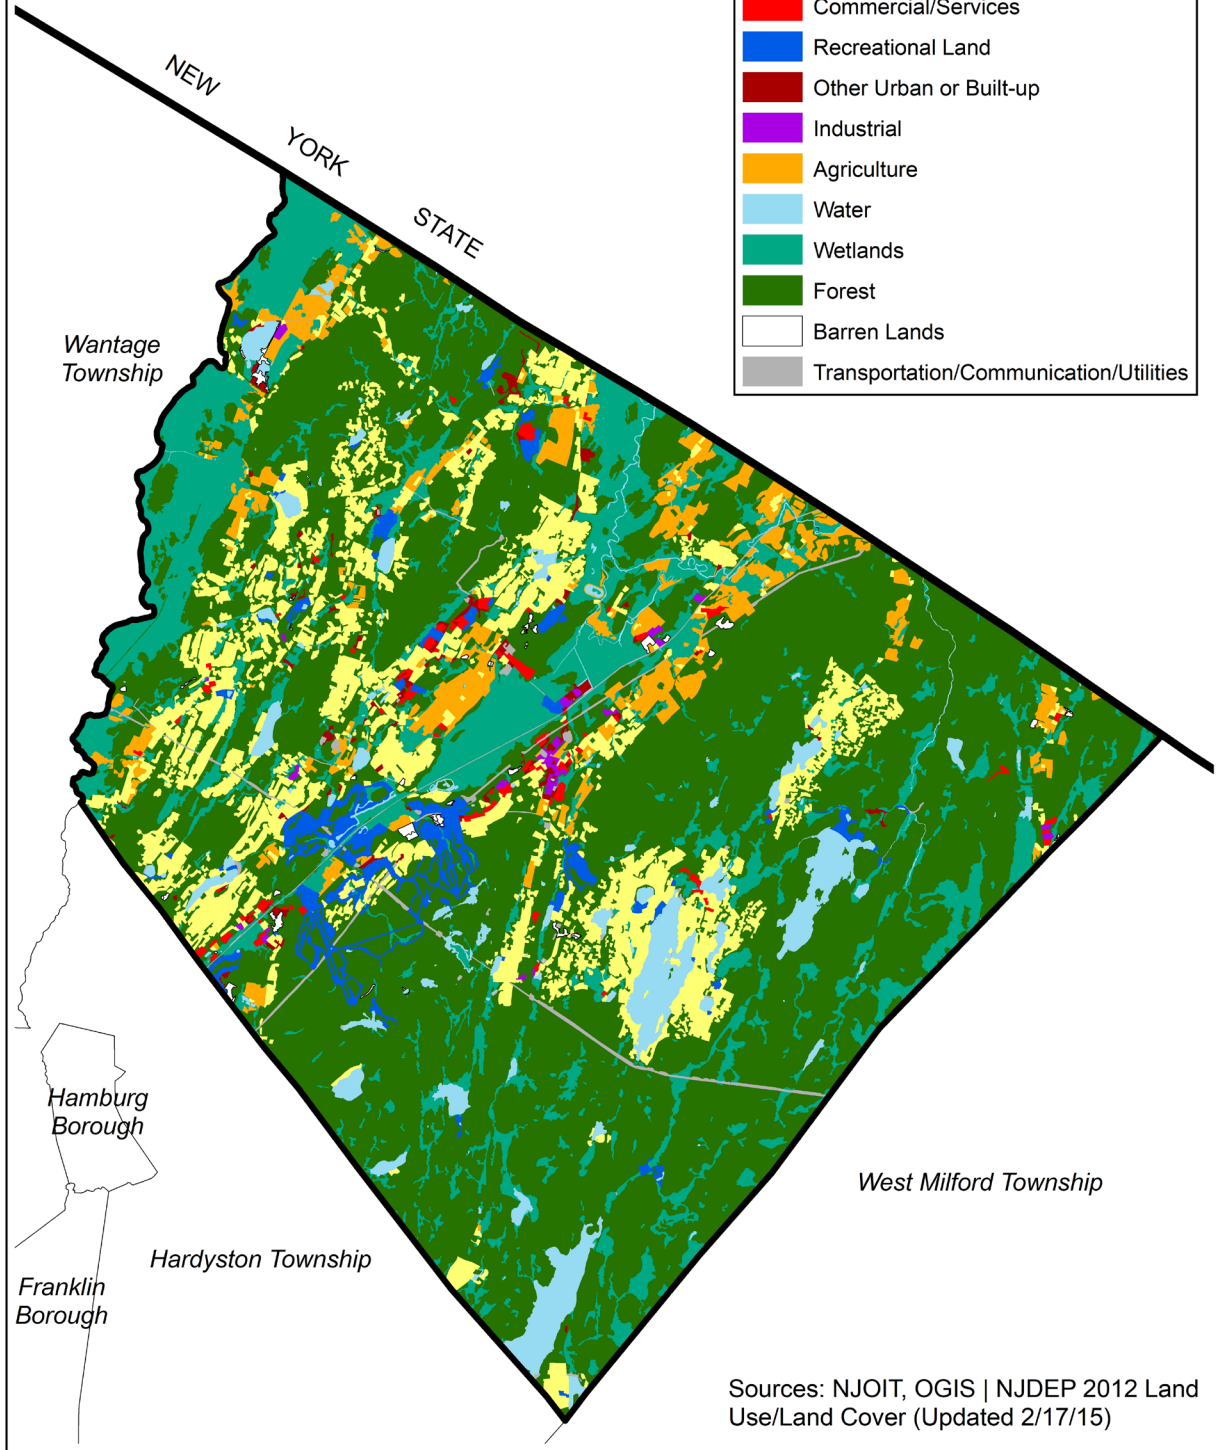 Commercial/Services
Recreational Land
Other Urban or Built-up
Industrial
Agriculture
Water
Wetlands
Forest
Barren Lands
Transportation/Communication/Utilities
NEW
YORK
STATE
Wantage
Township
Hamburg
Borough
West Milford Township
Hardyston Township
Franklin
Borough
Sources: NJOIT, OGIS | NJDEP 2012 Land
Use/Land Cover (Updated 2/17/15)